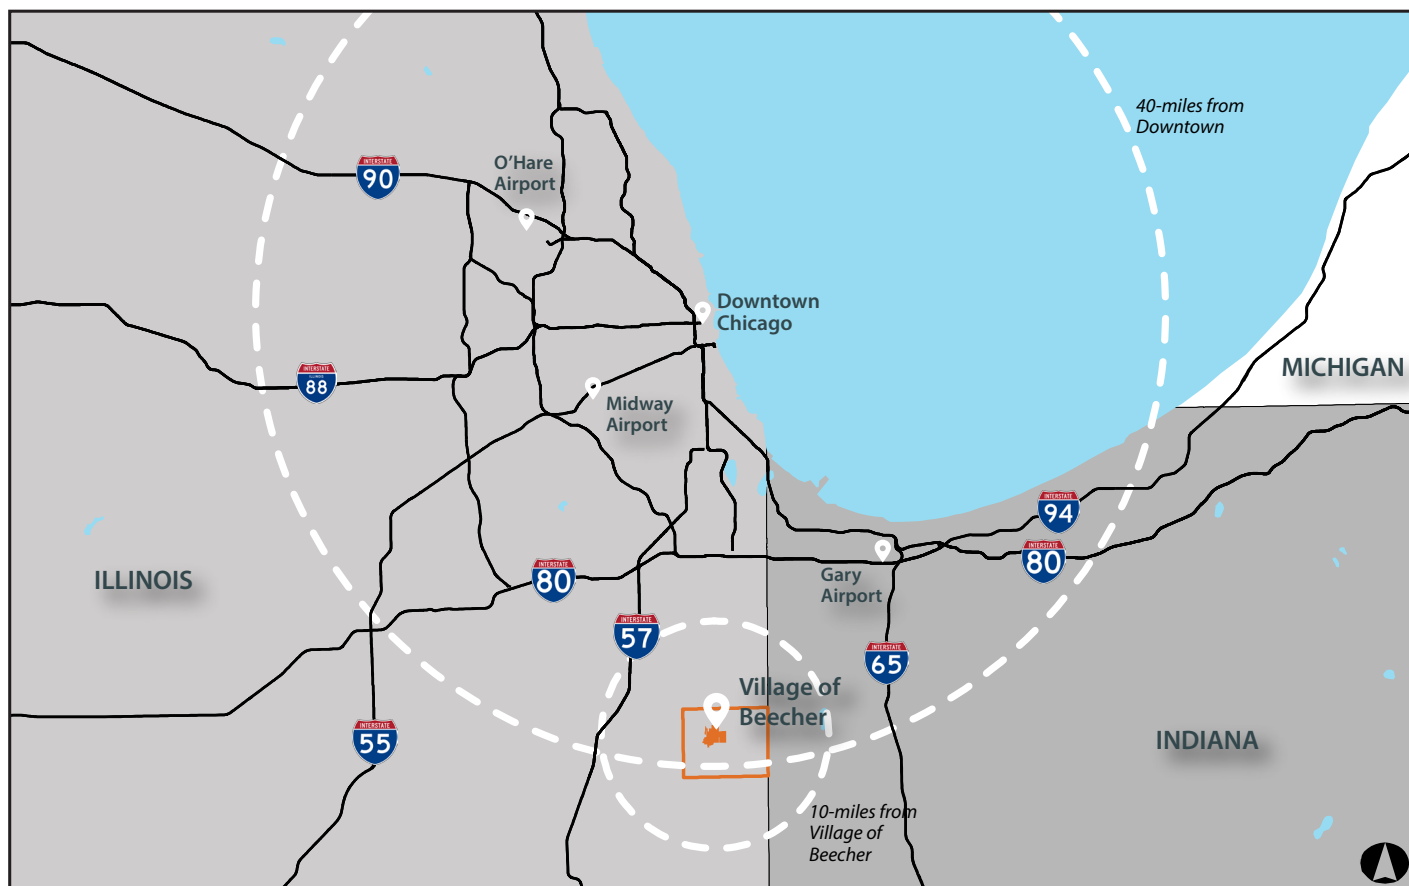 40-miles from
Downtown
O'Hare
Airport
INTERSTATE
90
Downtown
Chicago
MICHIGAN
INTERSTATE
ILLINOIS
88
Midway
Airport
INTERSTATE
94
INTERSTATE
80
INTERSTATE
80
ILLINOIS
Gary
Airport
INTERSTATE
57
INTERSTATE
65
Village of
Beecher
INTERSTATE
55
INDIANA
10-miles from
Village of
Beecher